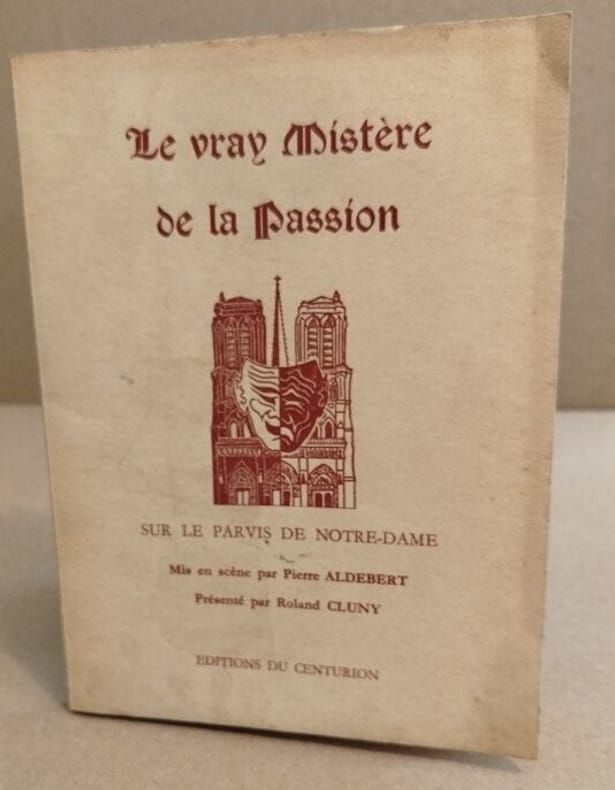 Le vray Mistère
de la Passion
SUR LE PARVIS DE NOTRE-DAME
Mis en scène par Pierre ALDEBERT
Présenté par Roland CLUNY
EDITIONS DU CENTURION